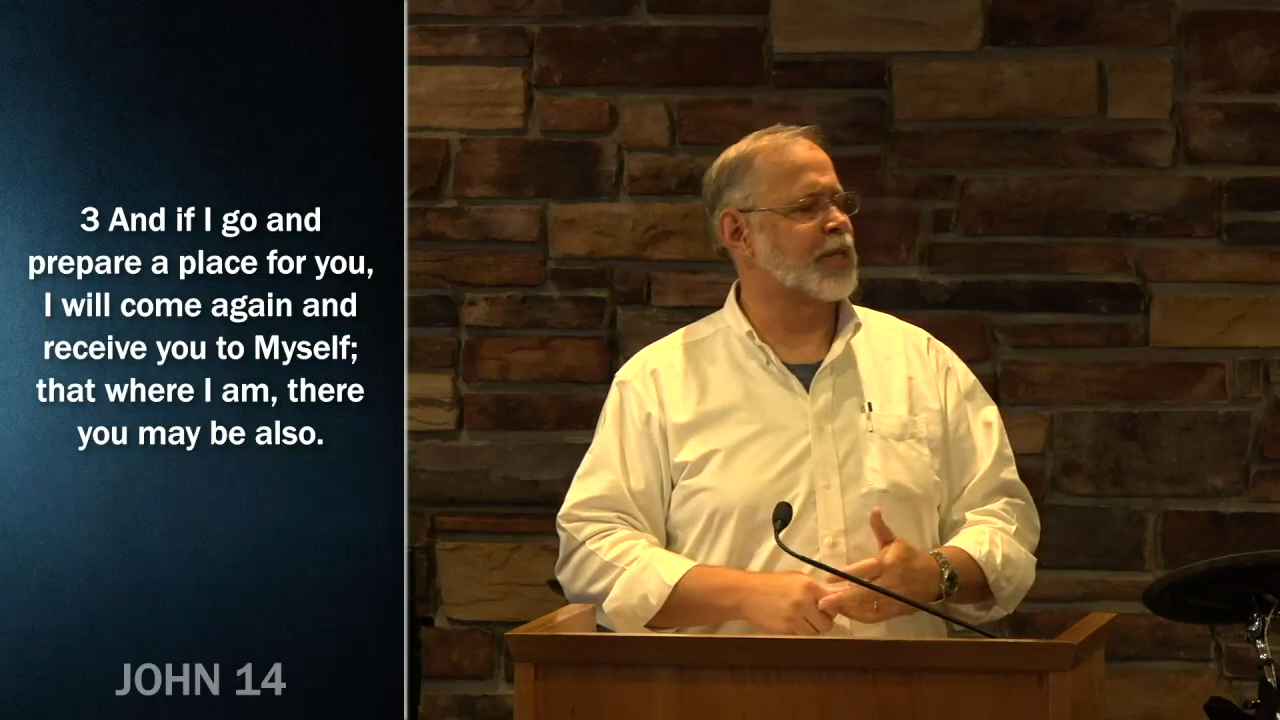 3 And if I go and
prepare a place for you,
I will come again and
receive you to Myself;
that where I am, there
you may be also.
JOHN 14